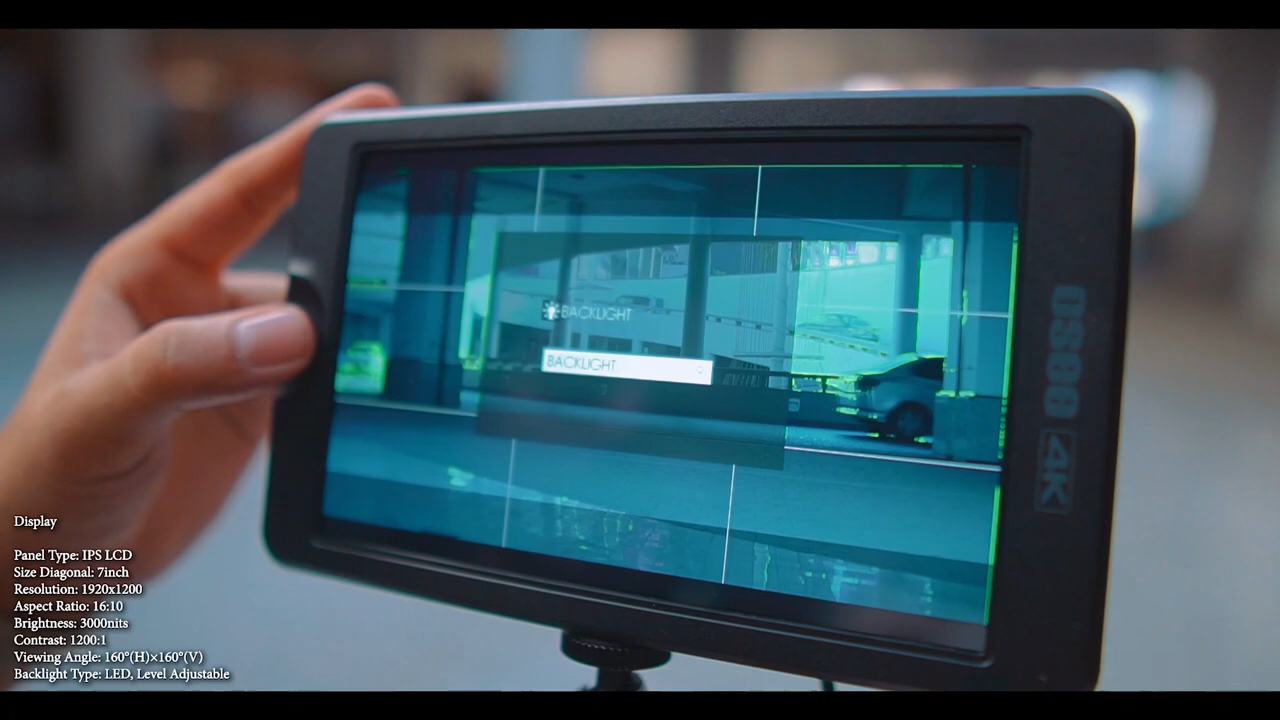 BACKLIGHT
BACKLIGHT
4K
Display
Panel Type: IPS LCD
Size Diagonal: 7inch
Resolution: 1920x1200
Aspect Ratio: 16:10
Brightness: 3000nits
Contrast: 1200:1
Viewing Angle: 160°(H)×160°(V)
Backlight Type: LED, Level Adjustable